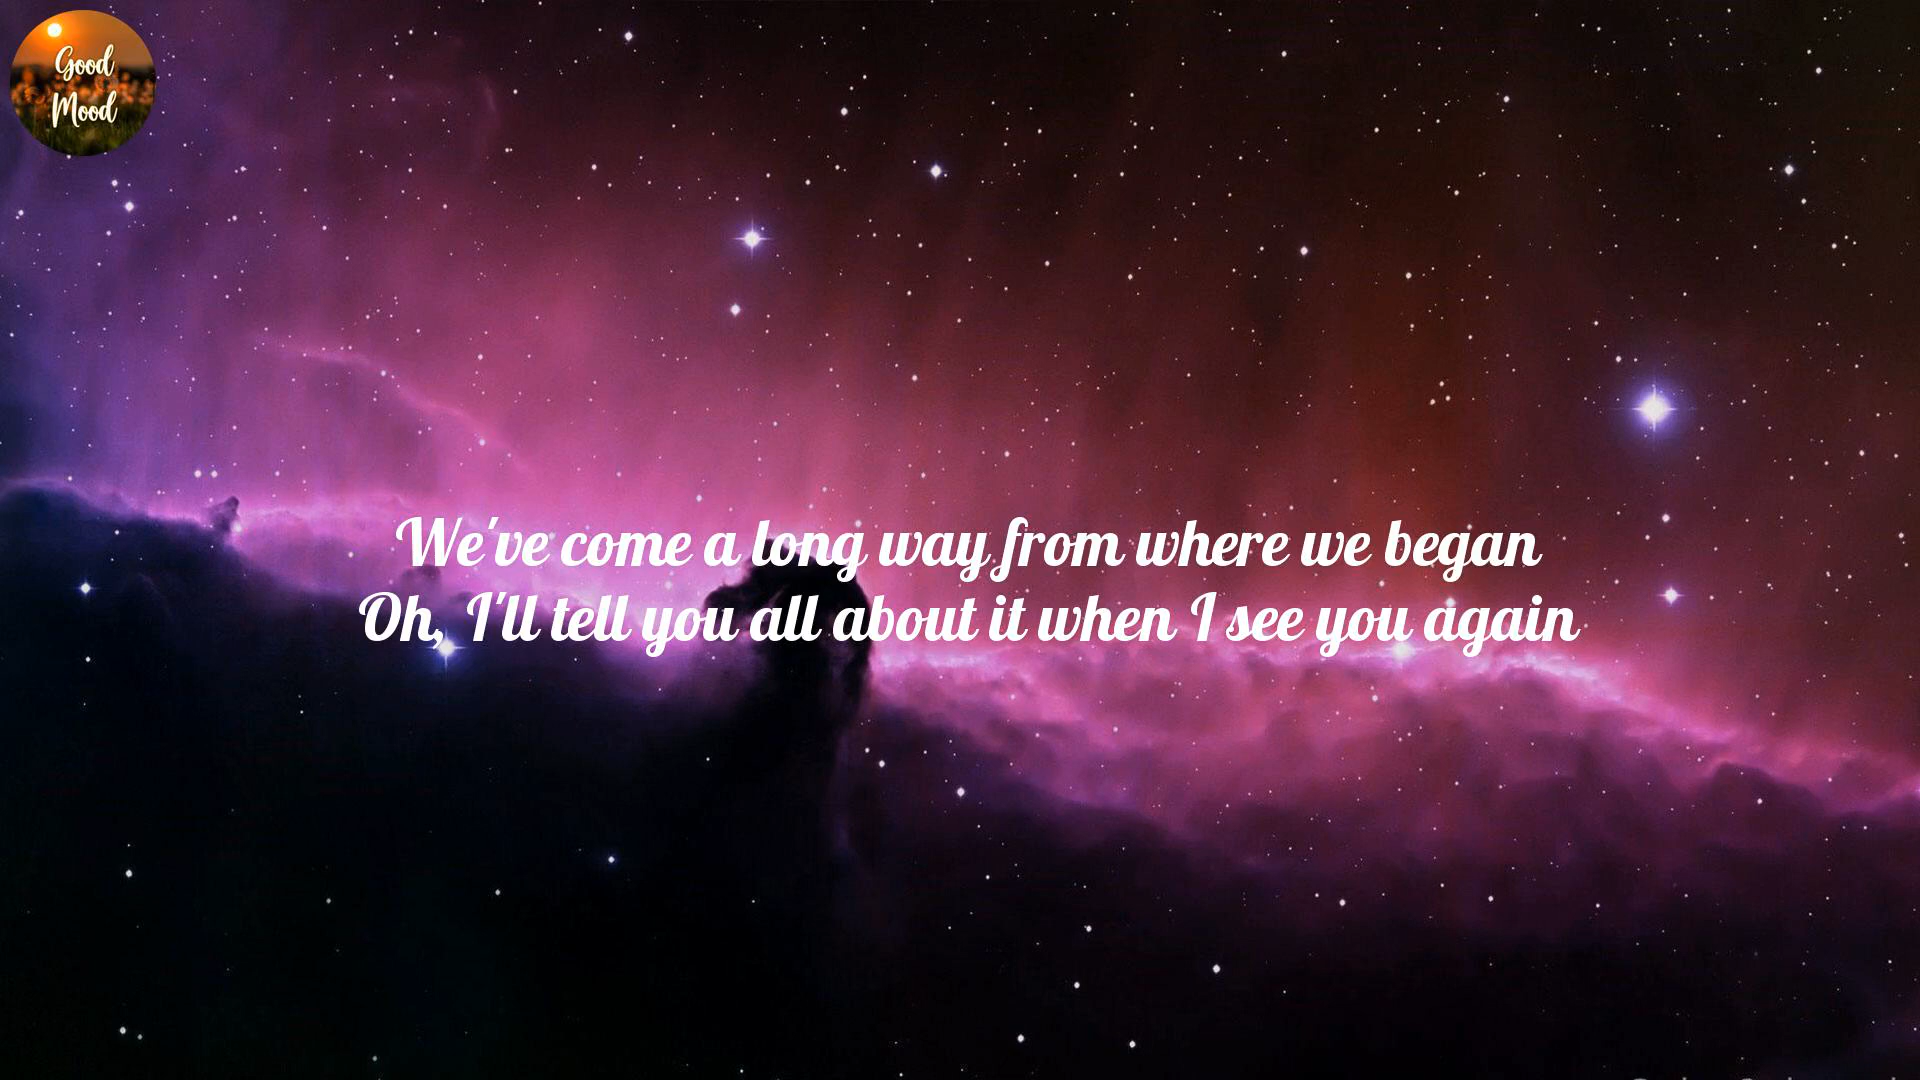 Good
Mood
We've come a long way from where we began
Oh, I'll tell you all about it when I see you again